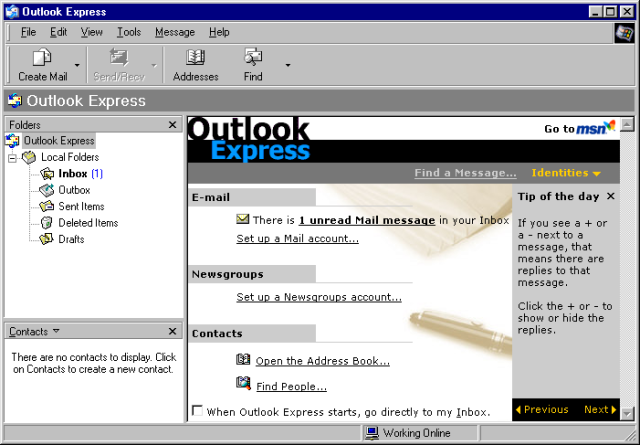 Outlook Express
File Edit View Tools Message Help
Create Mail Send/Recv Addresses Find
Outlook Express
Folders
Outlook Express
Local Folders
Inbox (1)
Outbox
Sent Items
Deleted Items
Drafts
Contacts
There are no contacts to display. Click
on Contacts to create a new contact.
Outlook
Express
Go to msn
Find a Message... Identities
E-mail
There is 1 unread Mail message in your Inbox
Set up a Mail account...
Newsgroups
Set up a Newsgroups account...
Contacts
Open the Address Book...
Find People...
When Outlook Express starts, go directly to my Inbox.
Tip of the day
If you see a + or
a - next to a
message, that
means there are
replies to that
message.
Click the + or - to
show or hide the
replies.
Previous Next
Working Online